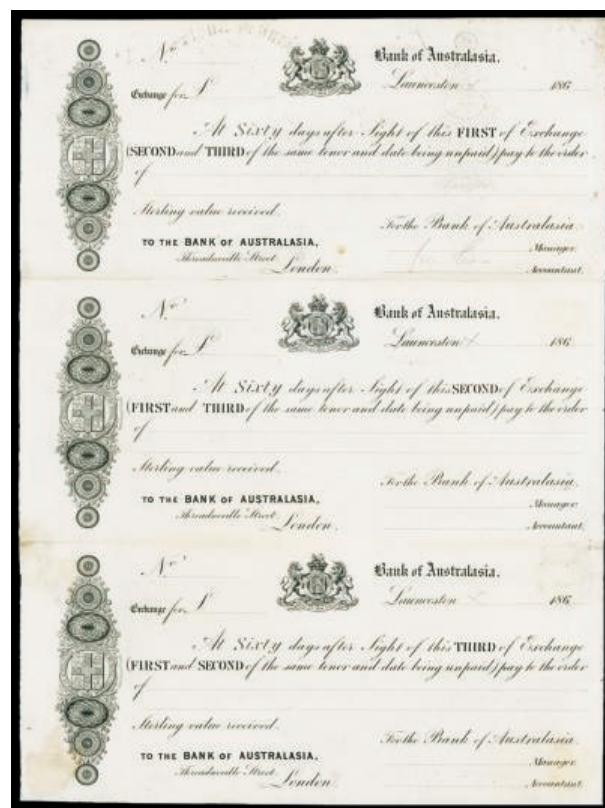 No
Bank of Australasia.
Launceston 186
Exchange for £
At Sixty days after Sight of this FIRST of Exchange
(SECOND and THIRD of the same tenor and date being unpaid) pay to the order
of
Sterling value received.
For the Bank of Australasia.
TO THE BANK OF AUSTRALASIA,
Manager.
Threadneedle Street,
London.
Accountant.
No
Bank of Australasia.
Launceston 186
Exchange for £
At Sixty days after Sight of this SECOND of Exchange
(FIRST and THIRD of the same tenor and date being unpaid) pay to the order
of
Sterling value received.
For the Bank of Australasia.
TO THE BANK OF AUSTRALASIA,
Manager.
Threadneedle Street,
London.
Accountant.
No
Bank of Australasia.
Launceston 186
Exchange for £
At Sixty days after Sight of this THIRD of Exchange
(FIRST and SECOND of the same tenor and date being unpaid) pay to the order
of
Sterling value received.
For the Bank of Australasia.
TO THE BANK OF AUSTRALASIA,
Manager.
Threadneedle Street,
London.
Accountant.